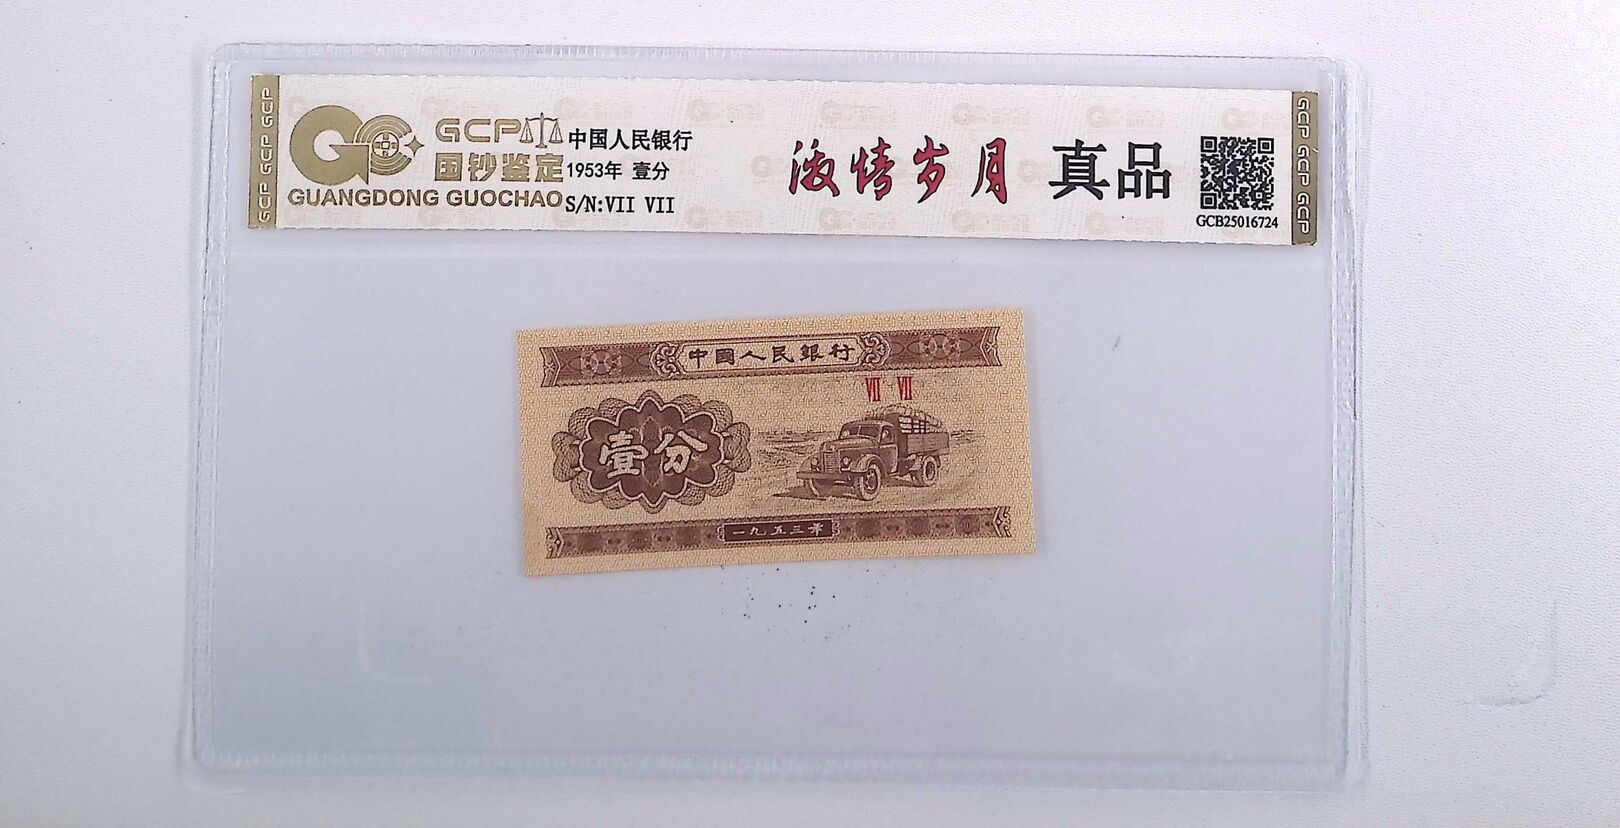 GCP GCP GCP
GCP
国钞鉴定
GUANGDONG GUOCHAO
中国人民银行
1953年 壹分
S/N:VII VII
激情岁月 真品
GCB25016724
GCP GCP GCP
中國人民銀行
VII VII
壹分
一九五三年